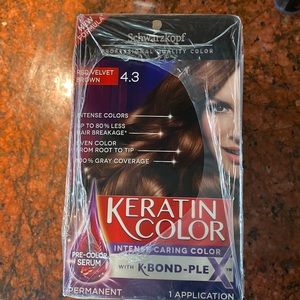 NEW
FORMULA
Schwarzkopf
PROFESSIONAL QUALITY COLOR
RED VELVET
BROWN
4.3
INTENSE COLORS
UP TO 80% LESS
HAIR BREAKAGE*
EVEN COLOR
FROM ROOT TO TIP
100% GRAY COVERAGE
KERATIN
COLOR
INTENSE CARING COLOR
WITH K·BOND-PLEX™
PRE-COLOR
SERUM
PERMANENT
1 APPLICATION